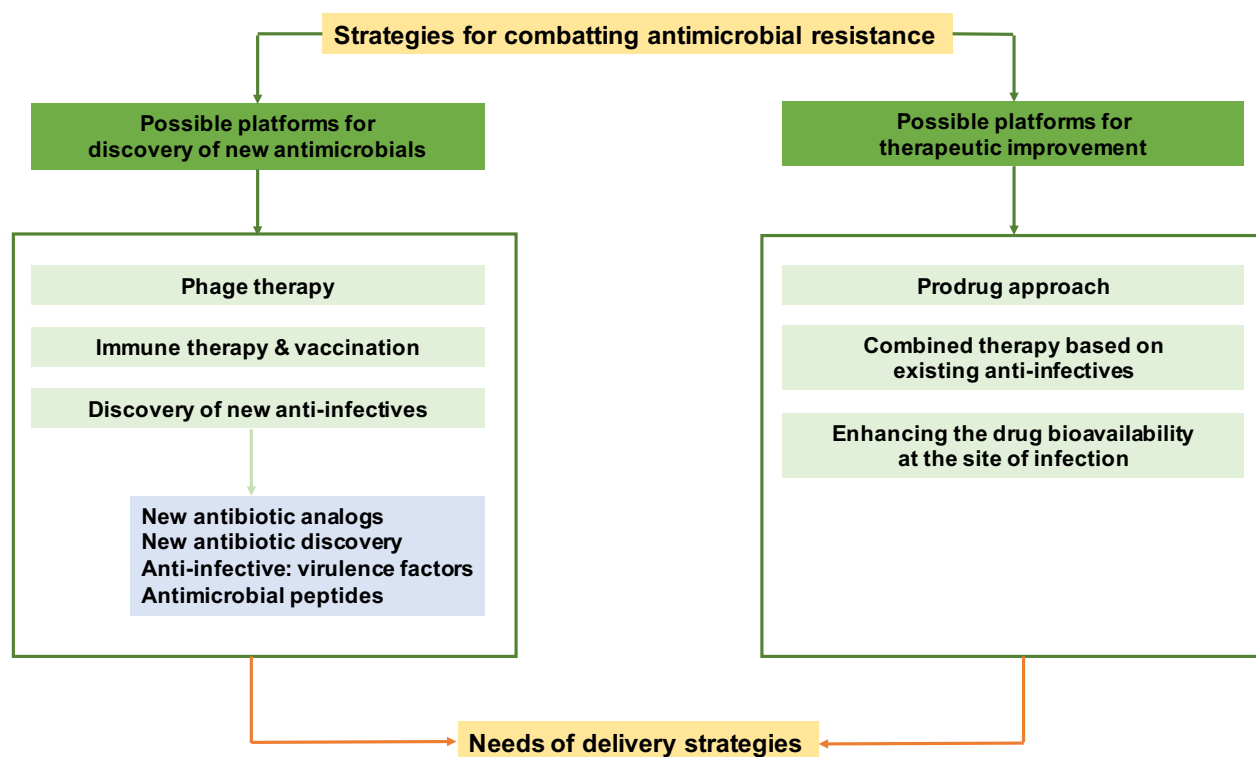 Strategies for combatting antimicrobial resistance
Possible platforms for
discovery of new antimicrobials
Phage therapy
Immune therapy & vaccination
Discovery of new anti-infectives
New antibiotic analogs
New antibiotic discovery
Anti-infective: virulence factors
Antimicrobial peptides
Possible platforms for
therapeutic improvement
Prodrug approach
Combined therapy based on
existing anti-infectives
Enhancing the drug bioavailability
at the site of infection
Needs of delivery strategies